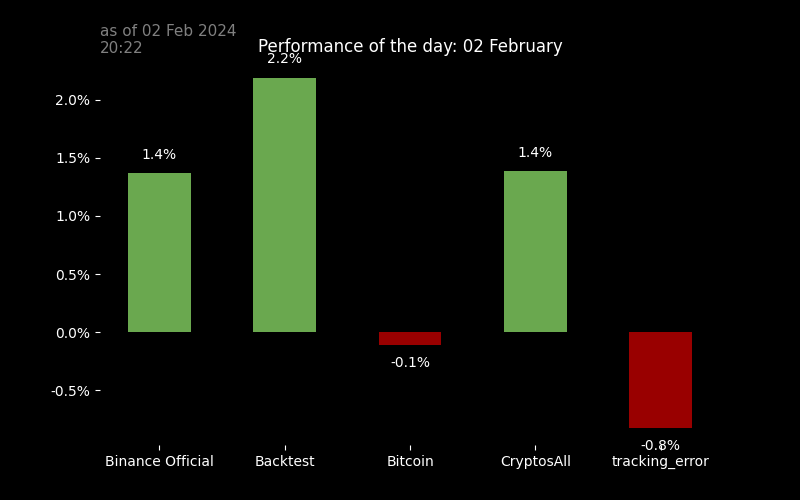 as of 02 Feb 2024
20:22
Performance of the day: 02 February
2.2%
2.0%
1.4%
1.4%
1.5%
1.0%
0.5%
0.0%
-0.1%
-0.5%
-0.8%
Binance Official
Backtest
Bitcoin
CryptosAll
tracking_error